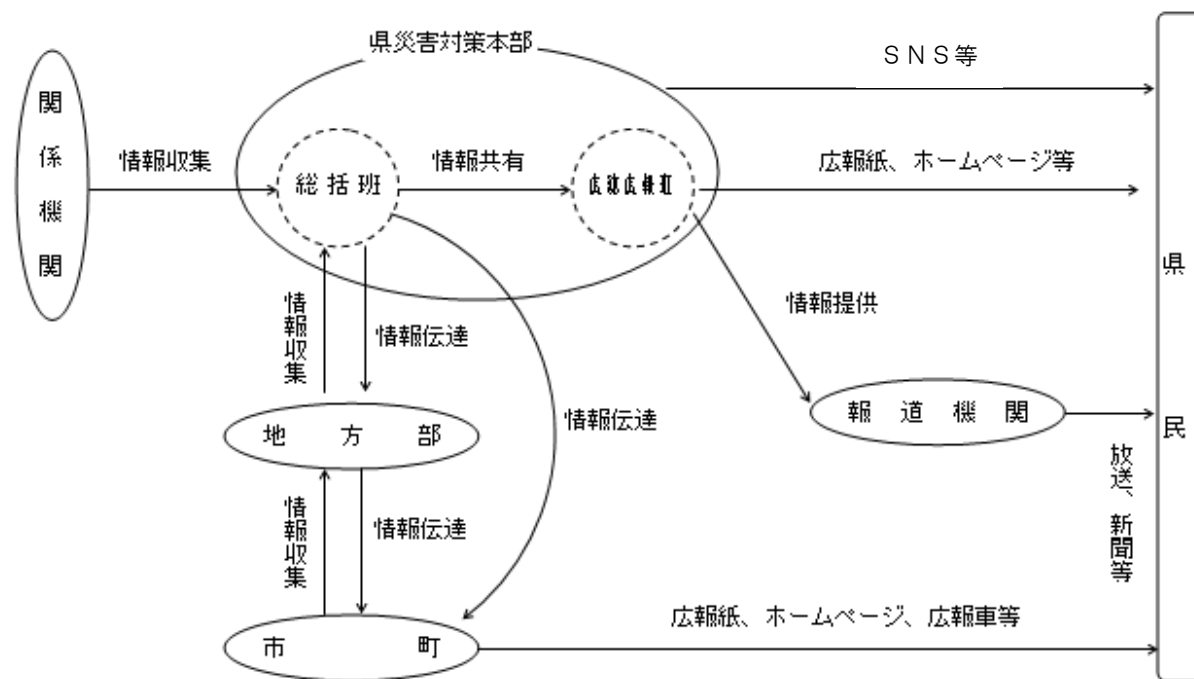 県災害対策本部
SNS等
関係機関
情報収集
総括班
情報共有
広報紙、ホームページ等
県民
情報提供
情報収集
情報伝達
報道機関
地方部
情報伝達
放送、新聞等
情報収集
情報伝達
広報紙、ホームページ、広報車等
市町